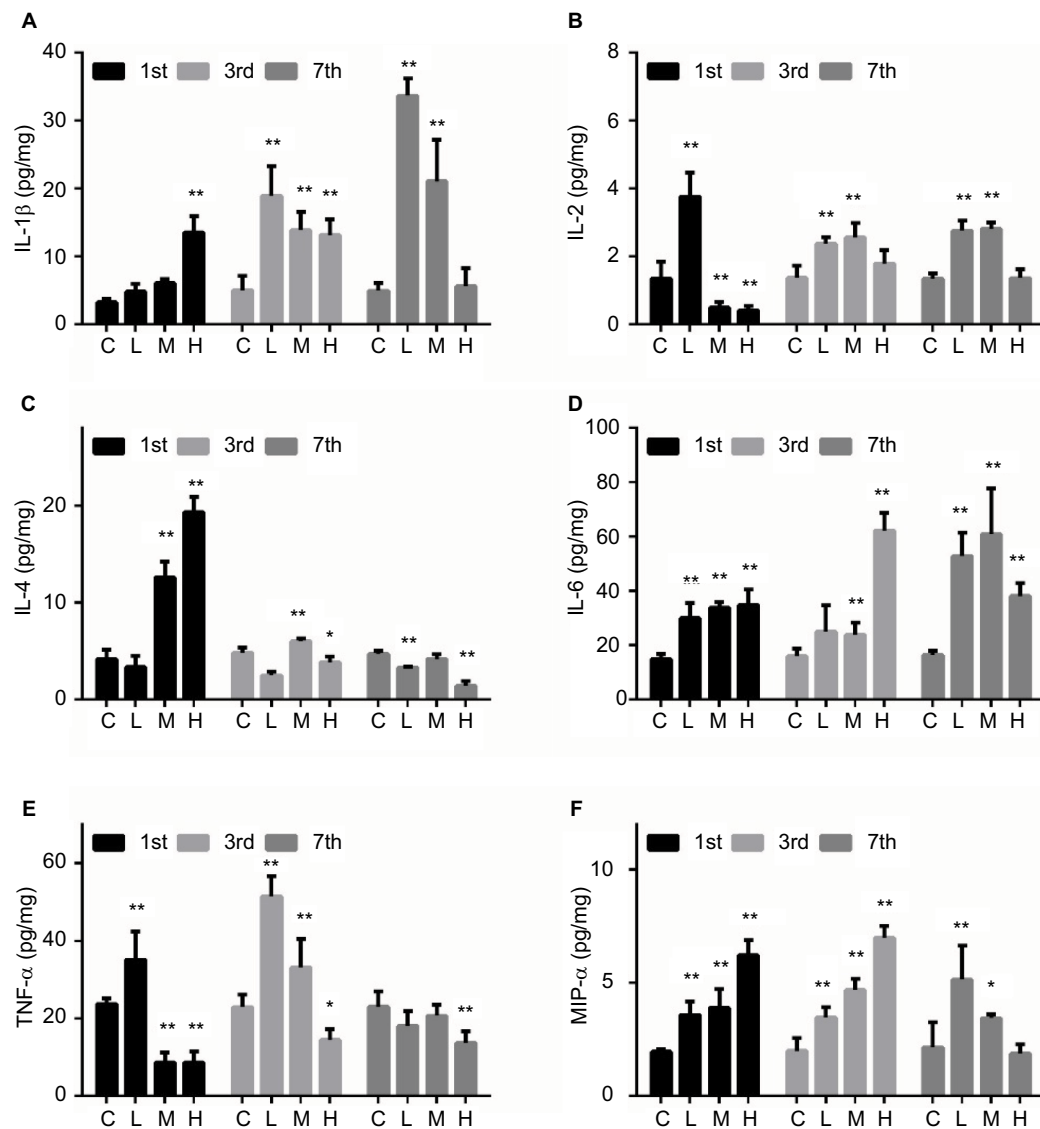 A
40
30
20
10
0
IL-1β (pg/mg)
1st 3rd 7th
** ** ** ** ** **
C L M H C L M H C L M H
B
8
6
4
2
0
IL-2 (pg/mg)
1st 3rd 7th
** ** ** ** ** ** **
C L M H C L M H C L M H
C
20
10
0
IL-4 (pg/mg)
1st 3rd 7th
** ** ** * ** **
C L M H C L M H C L M H
D
100
80
60
40
20
0
IL-6 (pg/mg)
1st 3rd 7th
** ** ** ** ** ** ** **
C L M H C L M H C L M H
E
60
40
20
0
TNF-α (pg/mg)
1st 3rd 7th
** ** ** ** ** * **
C L M H C L M H C L M H
F
10
5
0
MIP-α (pg/mg)
1st 3rd 7th
** ** ** ** ** ** ** *
C L M H C L M H C L M H